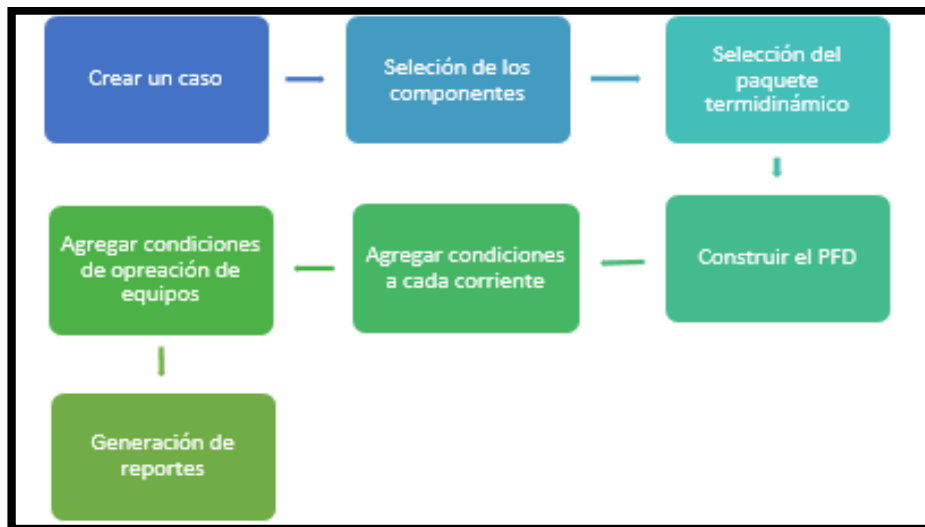 Crear un caso
Seleción de los
componentes
Selección del
paquete
termidinámico
Construir el PFD
Agregar condiciones
a cada corriente
Agregar condiciones
de opreación de
equipos
Generación de
reportes